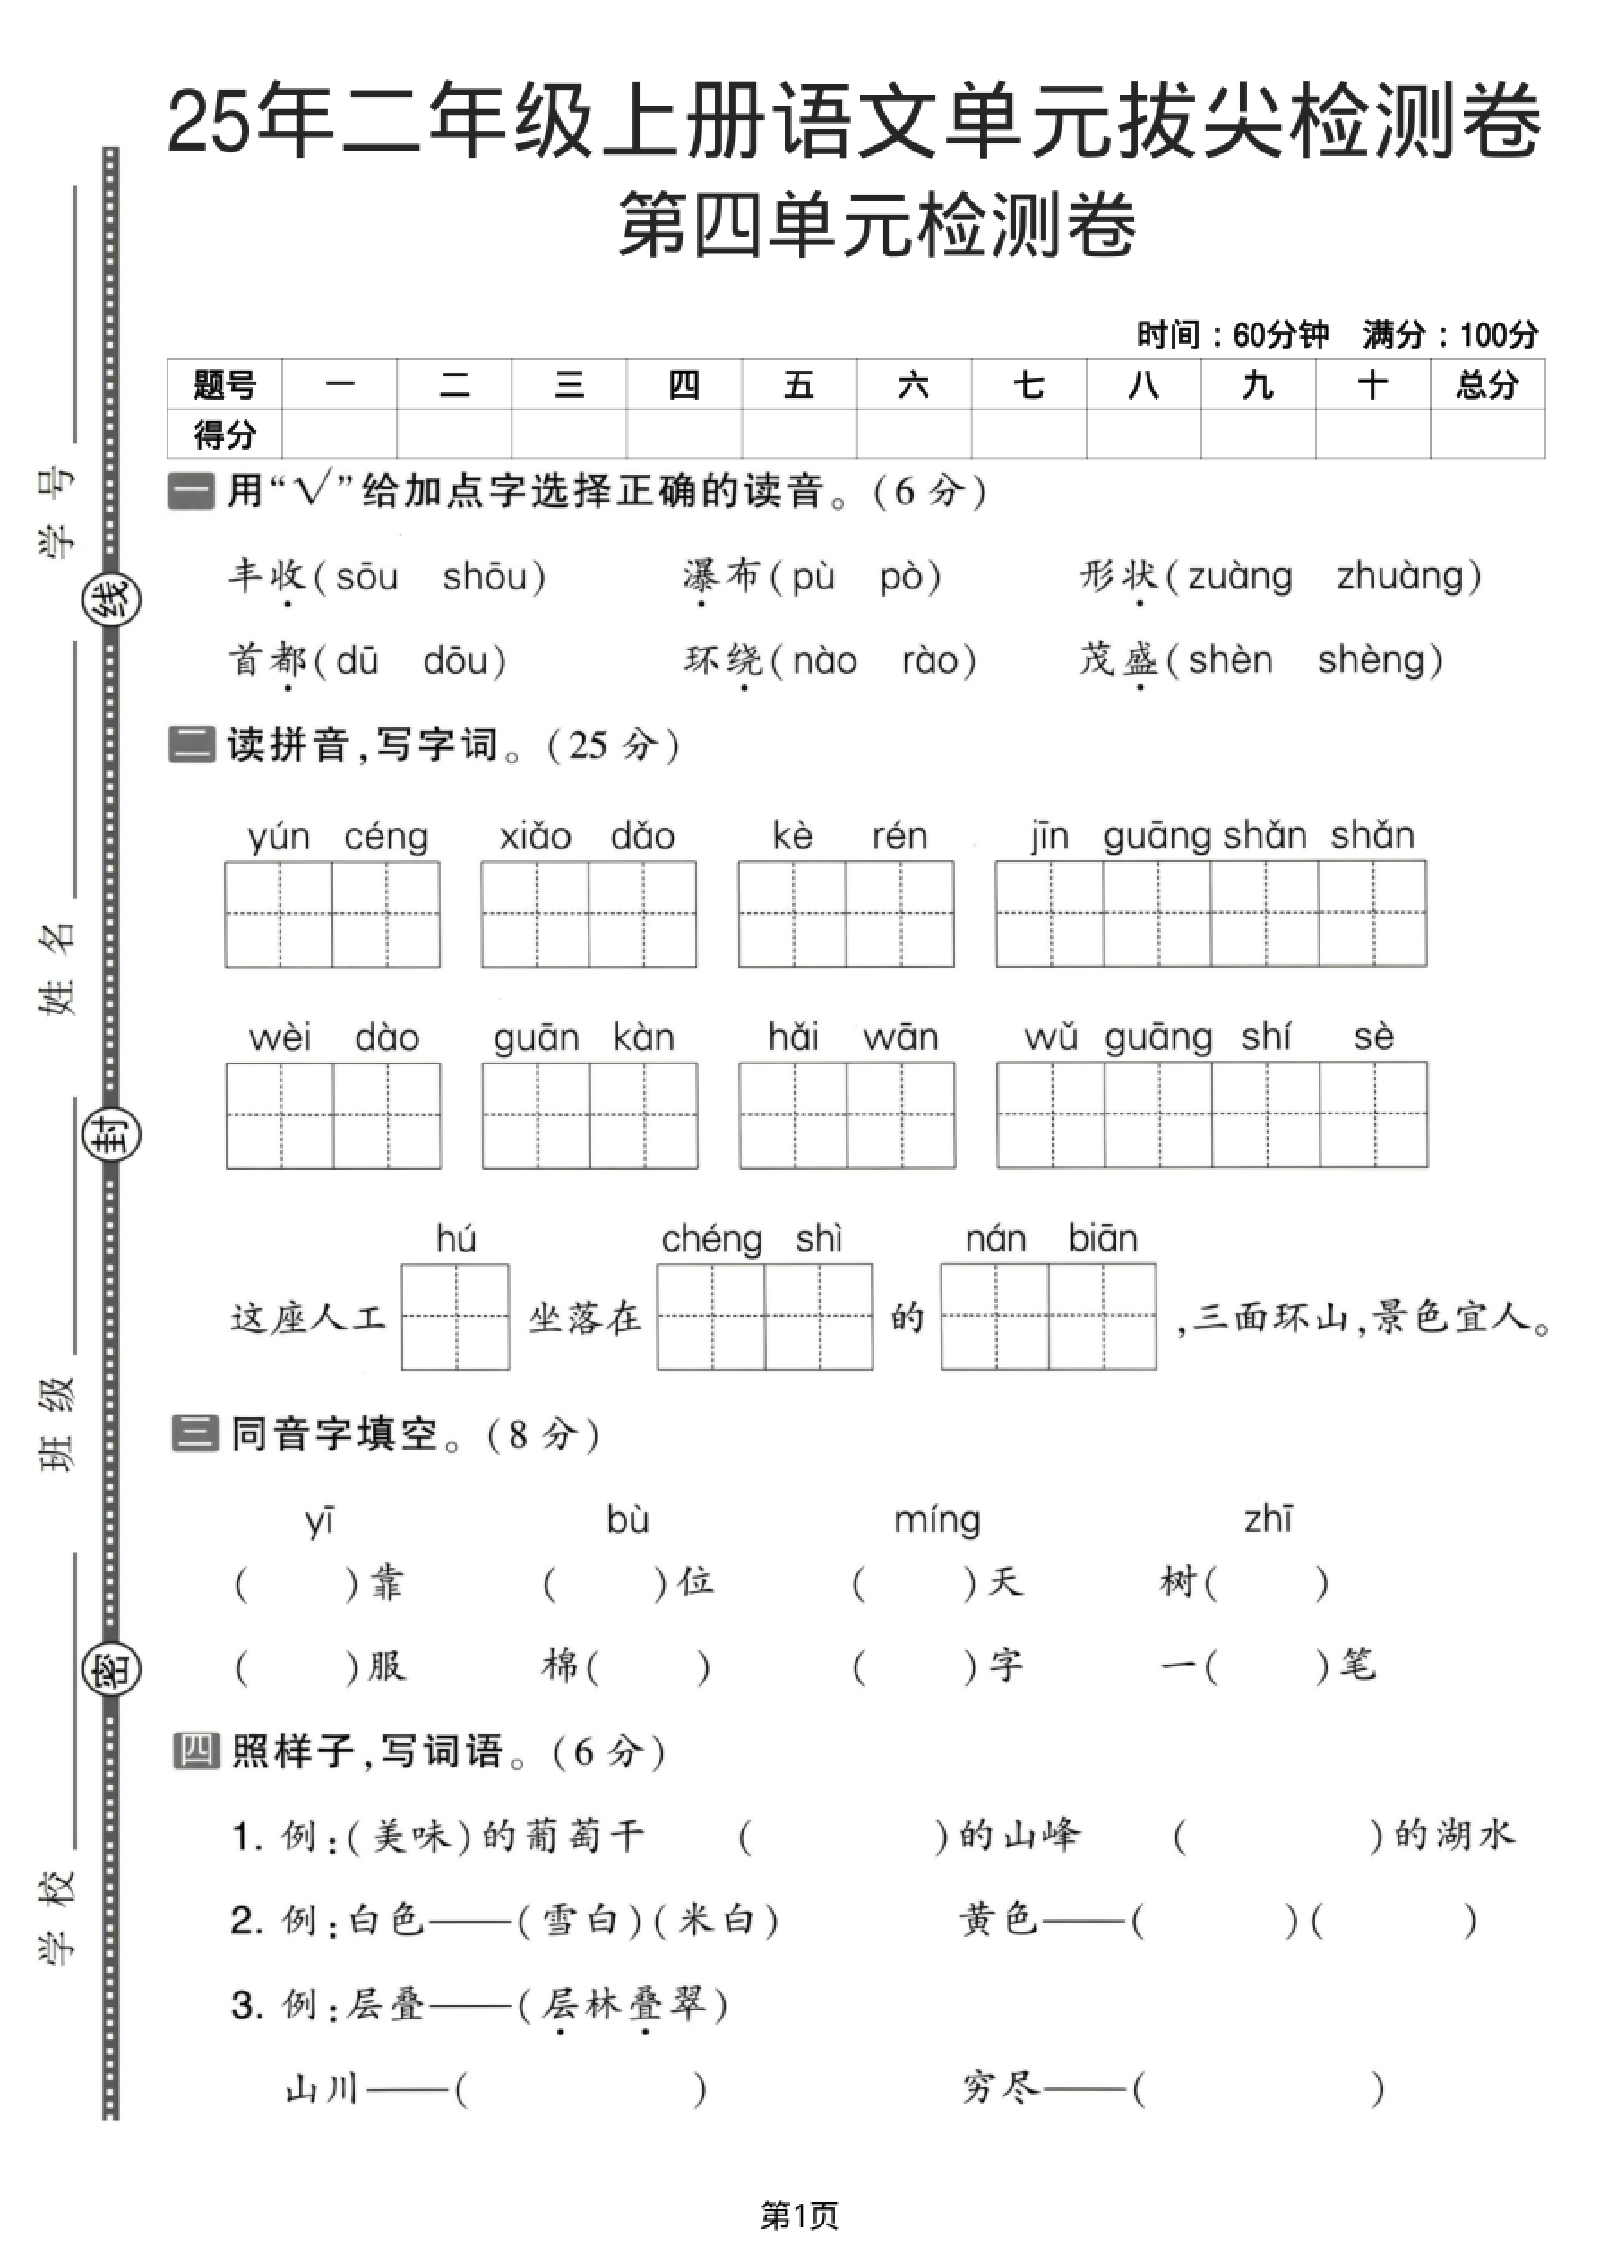 25年二年级上册语文单元拔尖检测卷
第四单元检测卷
时间：60分钟 满分：100分
题号 一 二 三 四 五 六 七 八 九 十 总分
得分
一 用“√”给加点字选择正确的读音。(6分)
丰收(sōu shōu) 瀑布(pù pò) 形状(zuàng zhuàng)
首都(dū dōu) 环绕(nào rào) 茂盛(shèn shèng)
二 读拼音,写字词。(25分)
yún céng xiǎo dǎo kè rén jīn guāng shǎn shǎn
wèi dào guān kàn hǎi wān wǔ guāng shí sè
hú chéng shì nán biān
这座人工 坐落在 的 ,三面环山,景色宜人。
三 同音字填空。(8分)
yī bù míng zhī
( )靠 ( )位 ( )天 树( )
( )服 棉( ) ( )字 一( )笔
四 照样子,写词语。(6分)
1. 例:(美味)的葡萄干 ( )的山峰 ( )的湖水
2. 例:白色——(雪白)(米白) 黄色——( )( )
3. 例:层叠——(层林叠翠)
山川——( ) 穷尽——( )
第1页
学号
线
姓名
封
班级
密
学校